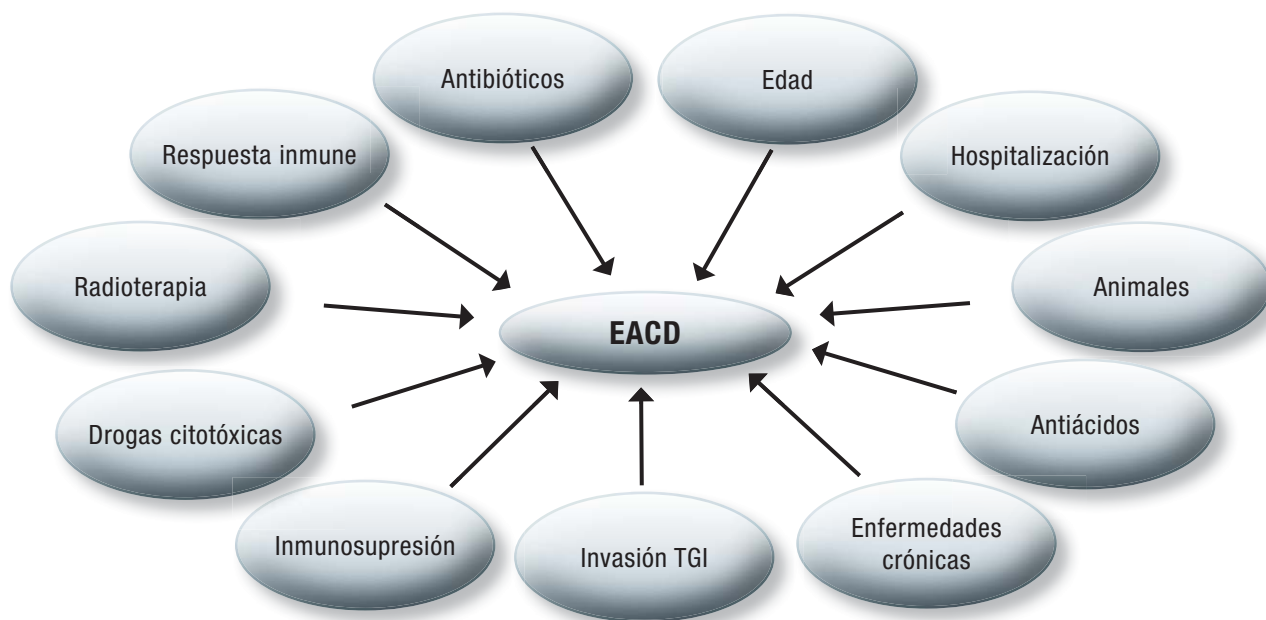 Antibióticos
Edad
Respuesta inmune
Hospitalización
Radioterapia
Animales
EACD
Drogas citotóxicas
Antiácidos
Inmunosupresión
Invasión TGI
Enfermedades
crónicas